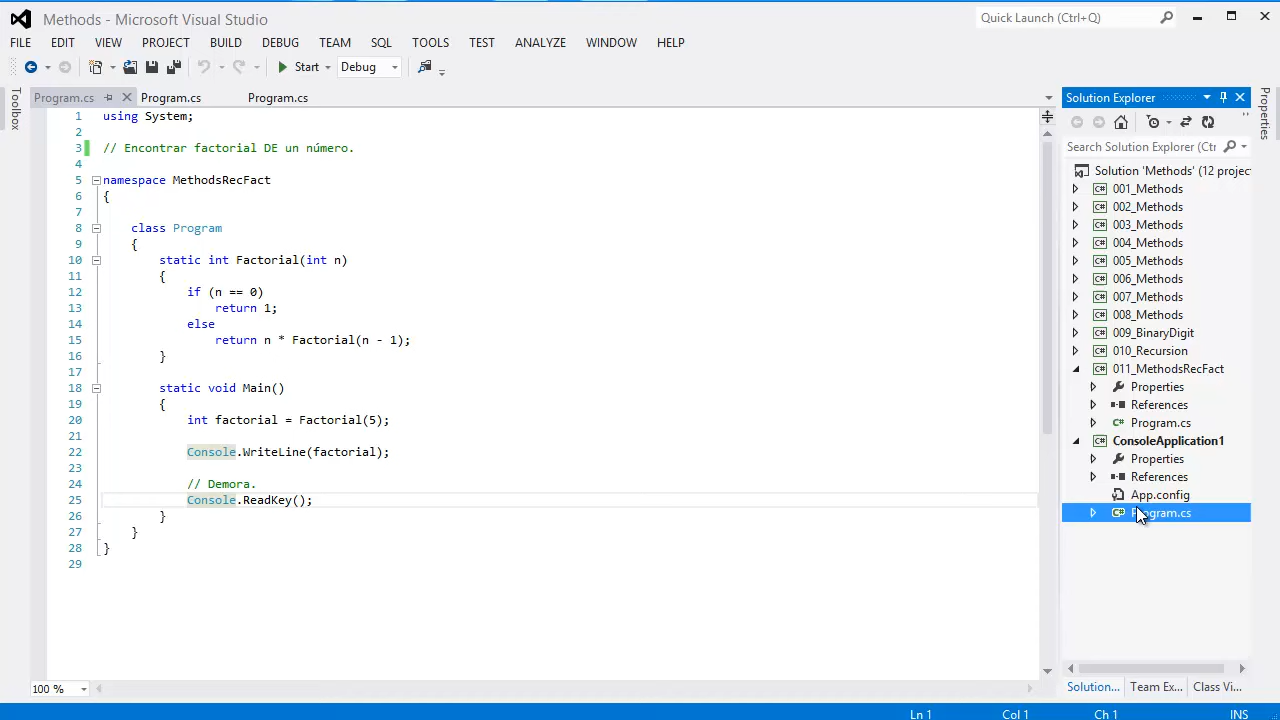 Methods - Microsoft Visual Studio
Quick Launch (Ctrl+Q)
FILE EDIT VIEW PROJECT BUILD DEBUG TEAM SQL TOOLS TEST ANALYZE WINDOW HELP
Start Debug
Toolbox
Program.cs Program.cs Program.cs
1 using System;
2
3 // Encontrar factorial DE un número.
4
5 namespace MethodsRecFact
6 {
7
8 class Program
9 {
10 static int Factorial(int n)
11 {
12 if (n == 0)
13 return 1;
14 else
15 return n * Factorial(n - 1);
16 }
17
18 static void Main()
19 {
20 int factorial = Factorial(5);
21
22 Console.WriteLine(factorial);
23
24 // Demora.
25 Console.ReadKey();
26 }
27 }
28 }
29
100 %
Solution Explorer
Search Solution Explorer (Ctr
Solution 'Methods' (12 projec
C# 001_Methods
C# 002_Methods
C# 003_Methods
C# 004_Methods
C# 005_Methods
C# 006_Methods
C# 007_Methods
C# 008_Methods
C# 009_BinaryDigit
C# 010_Recursion
C# 011_MethodsRecFact
Properties
References
C# Program.cs
C# ConsoleApplication1
Properties
References
App.config
C# Program.cs
Solution... Team Ex... Class Vi...
Properties
Ln 1 Col 1 Ch 1 INS